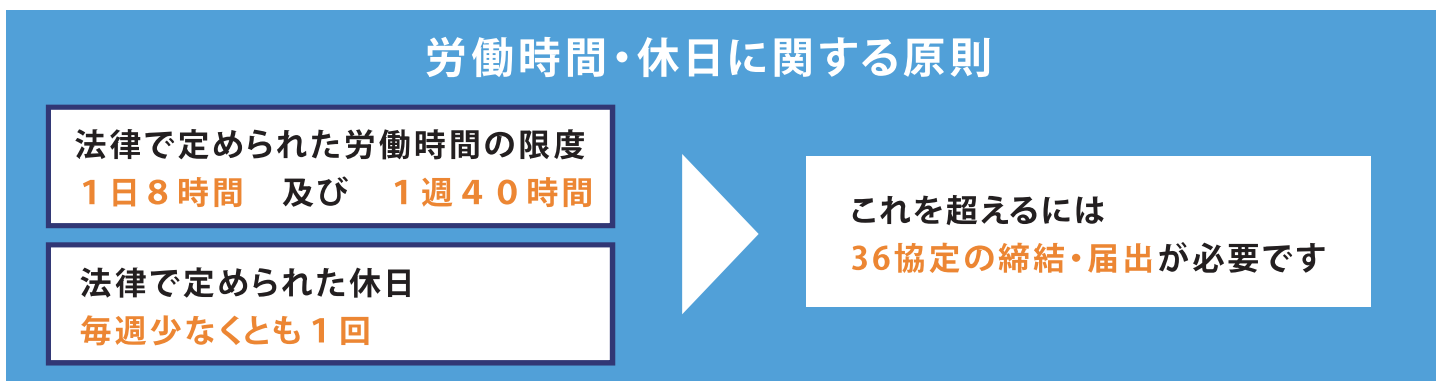 労働時間・休日に関する原則
法律で定められた労働時間の限度
１日８時間　及び　１週４０時間
法律で定められた休日
毎週少なくとも１回
これを超えるには
36協定の締結・届出が必要です